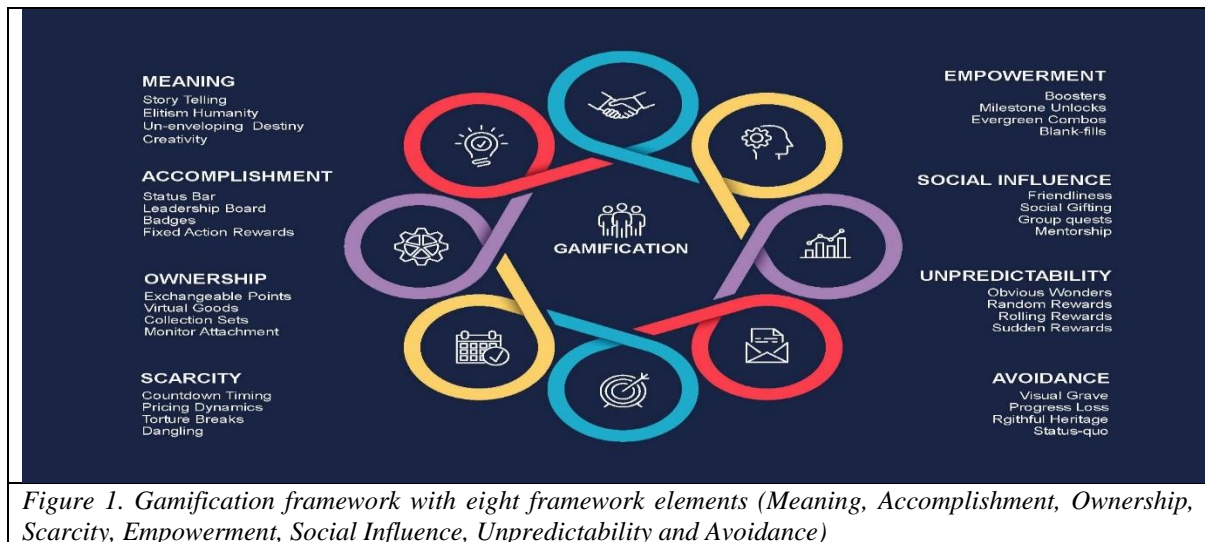 MEANING
Story Telling
Elitism Humanity
Un-enveloping Destiny
Creativity
ACCOMPLISHMENT
Status Bar
Leadership Board
Badges
Fixed Action Rewards
OWNERSHIP
Exchangeable Points
Virtual Goods
Collection Sets
Monitor Attachment
SCARCITY
Countdown Timing
Pricing Dynamics
Torture Breaks
Dangling
GAMIFICATION
EMPOWERMENT
Boosters
Milestone Unlocks
Evergreen Combos
Blank-fills
SOCIAL INFLUENCE
Friendliness
Social Gifting
Group quests
Mentorship
UNPREDICTABILITY
Obvious Wonders
Random Rewards
Rolling Rewards
Sudden Rewards
AVOIDANCE
Visual Grave
Progress Loss
Rgithful Heritage
Status-quo
Figure 1. Gamification framework with eight framework elements (Meaning, Accomplishment, Ownership,
Scarcity, Empowerment, Social Influence, Unpredictability and Avoidance)